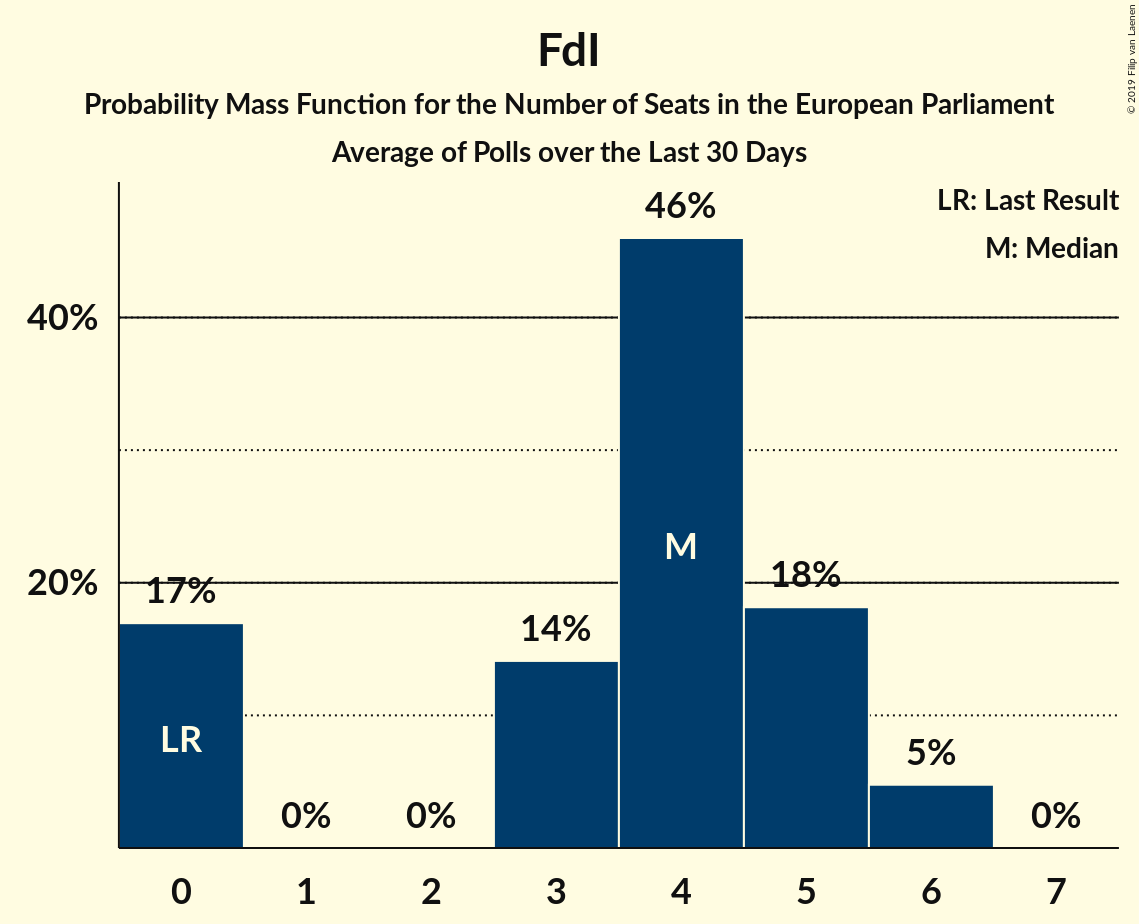 FdI
Probability Mass Function for the Number of Seats in the European Parliament
Average of Polls over the Last 30 Days
© 2019 Filip van Laenen
LR: Last Result
M: Median
46%
40%
M
20%
17%
18%
14%
LR
5%
0%
0%
0%
0 1 2 3 4 5 6 7